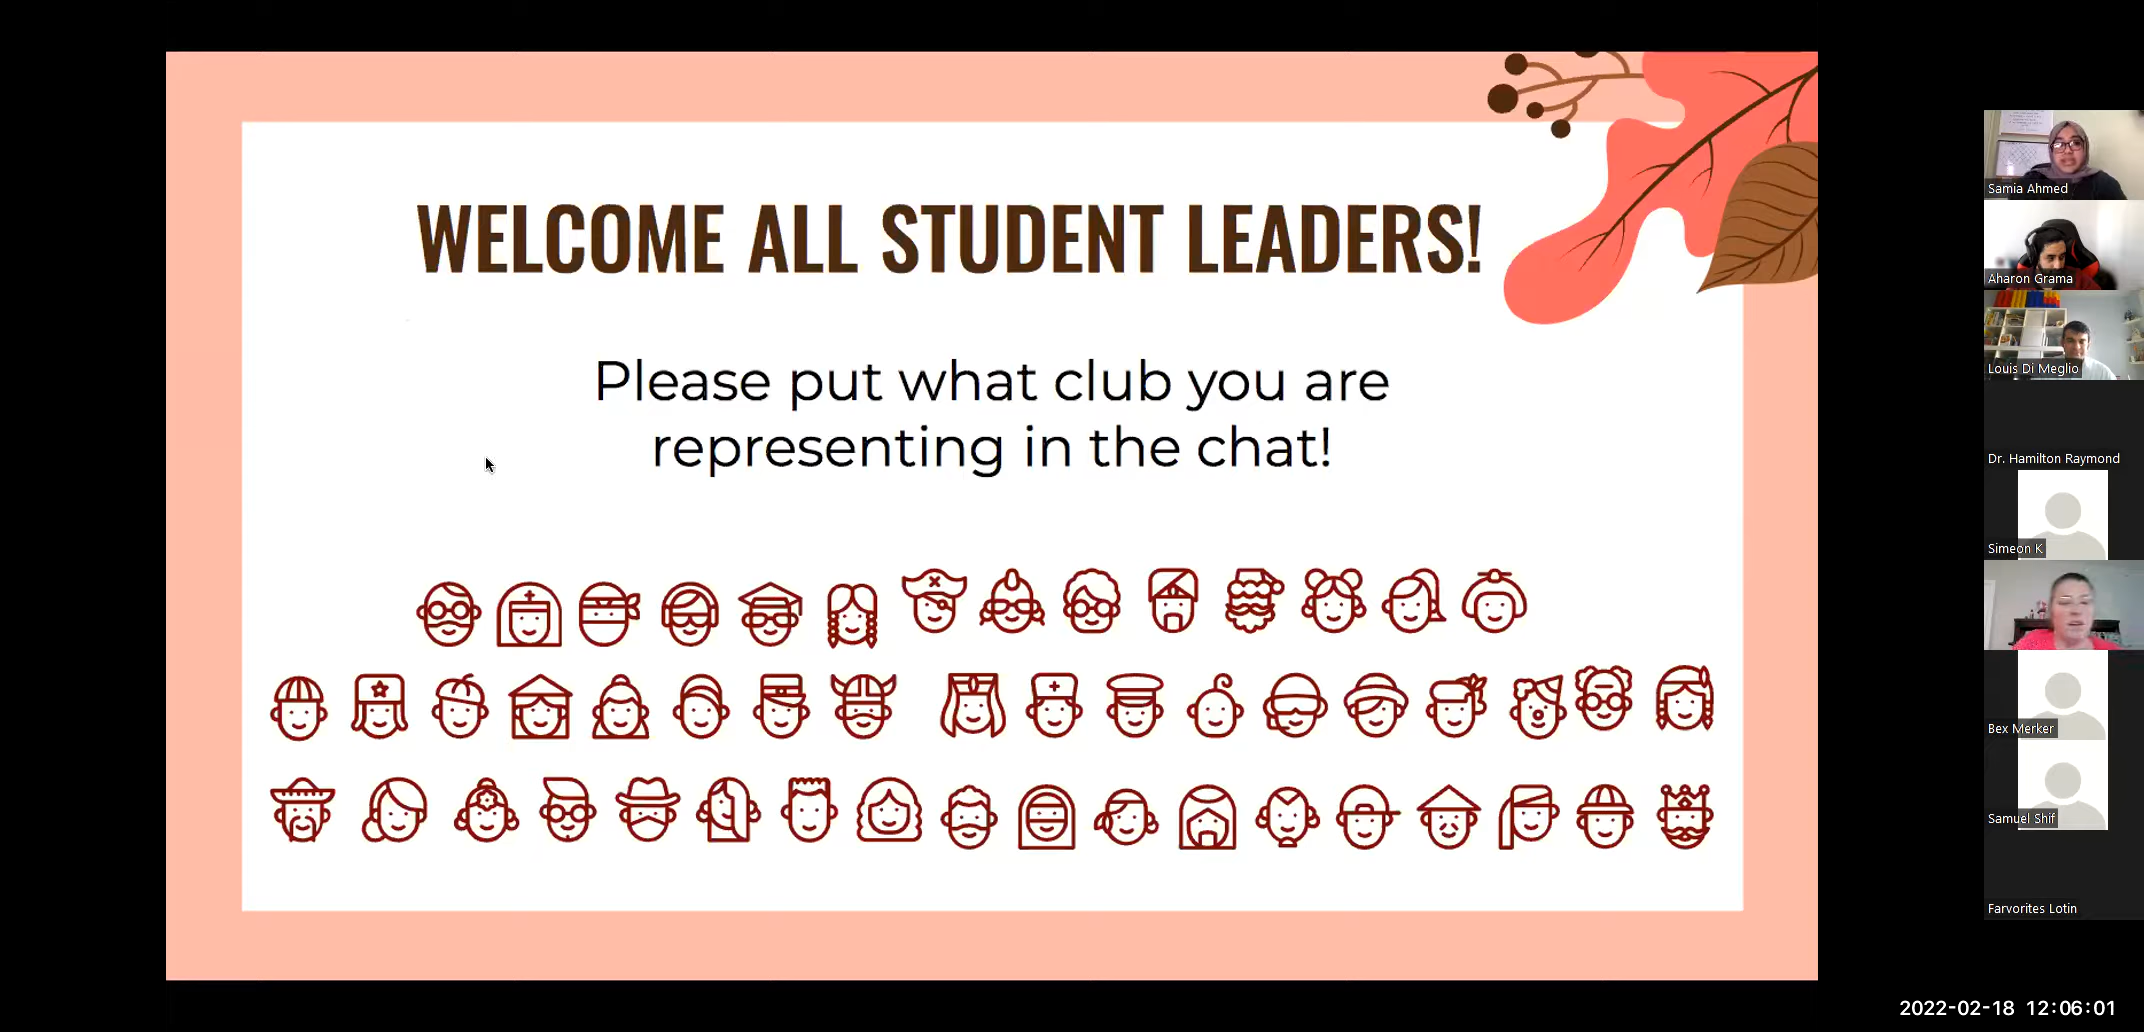 WELCOME ALL STUDENT LEADERS!
Please put what club you are
representing in the chat!
Samia Ahmed
Aharon Grama
Louis Di Meglio
Dr. Hamilton Raymond
Simeon K
Bex Merker
Samuel Shif
Farvorites Lotin
2022-02-18 12:06:01